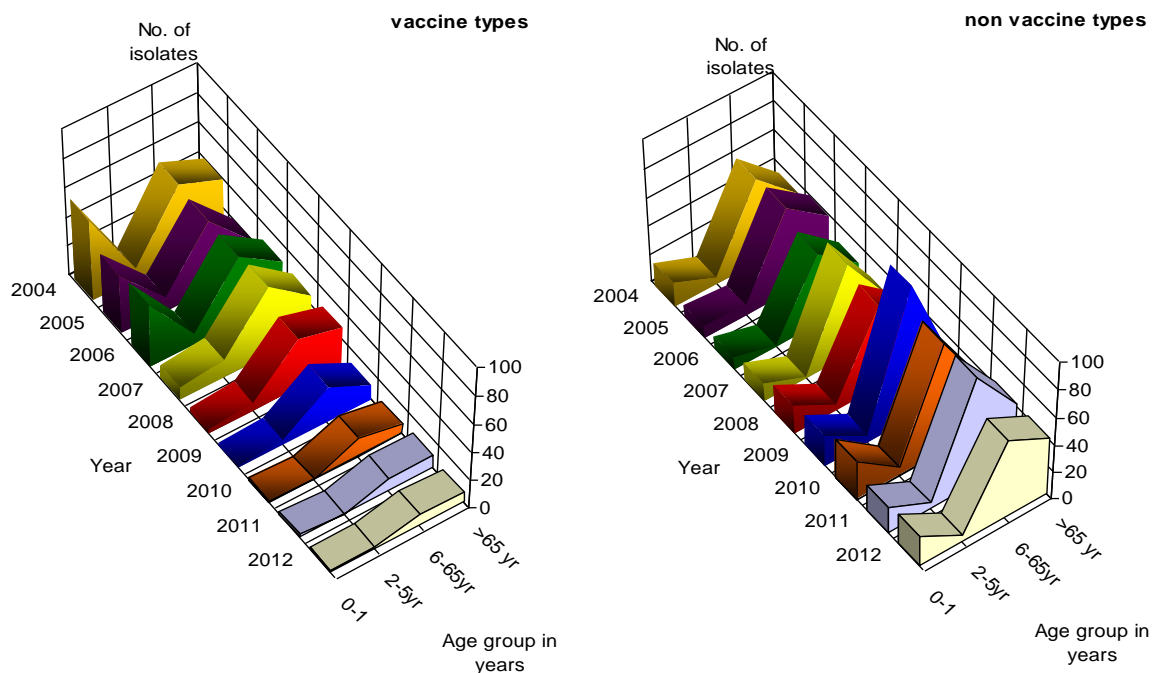 vaccine types
No. of
isolates
2004
2005
2006
2007
2008
2009
2010
2011
2012
Year
100
80
60
40
20
0
0-1
2-5yr
6-65yr
>65 yr
Age group in
years
non vaccine types
No. of
isolates
2004
2005
2006
2007
2008
2009
2010
2011
2012
Year
100
80
60
40
20
0
0-1
2-5yr
6-65yr
>65 yr
Age group in
years